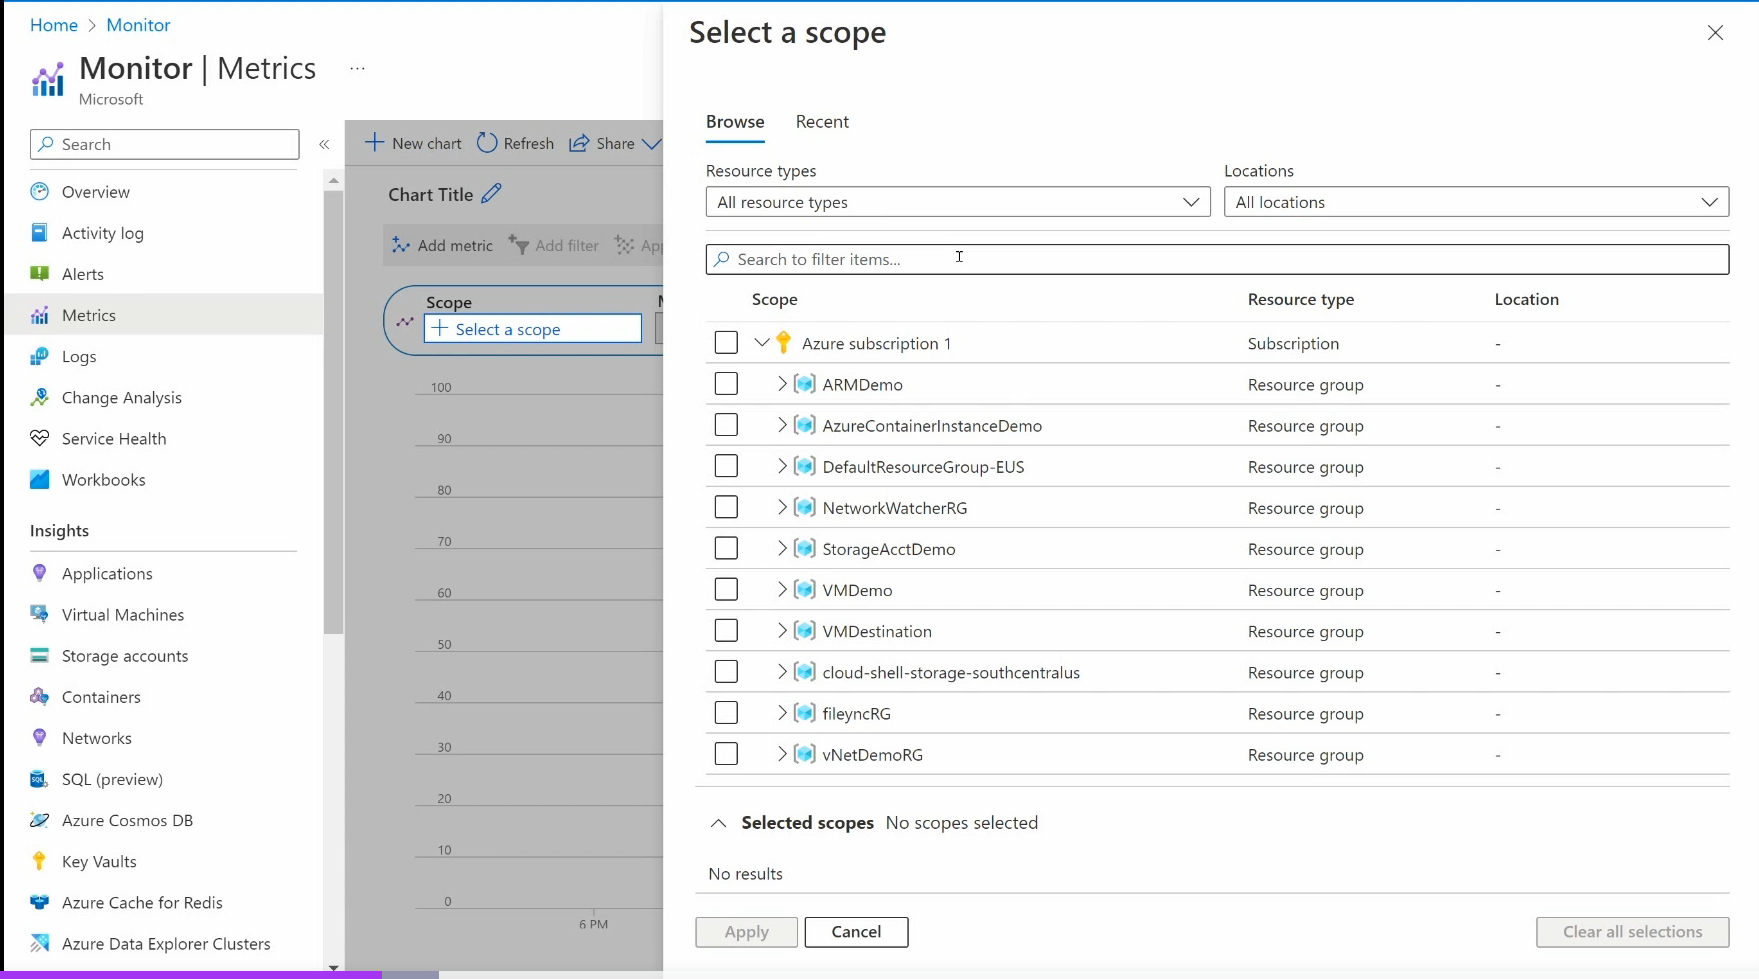 Home > Monitor
Monitor | Metrics ...
Microsoft
Search «
Overview
Activity log
Alerts
Metrics
Logs
Change Analysis
Service Health
Workbooks
Insights
Applications
Virtual Machines
Storage accounts
Containers
Networks
SQL (preview)
Azure Cosmos DB
Key Vaults
Azure Cache for Redis
Azure Data Explorer Clusters
New chart Refresh Share
Chart Title
Add metric Add filter
Scope
+ Select a scope
100
90
80
70
60
50
40
30
20
10
0
6 PM
Select a scope
Browse Recent
Resource types Locations
All resource types All locations
Search to filter items...
Scope Resource type Location
Azure subscription 1 Subscription -
ARMDemo Resource group -
AzureContainerInstanceDemo Resource group -
DefaultResourceGroup-EUS Resource group -
NetworkWatcherRG Resource group -
StorageAcctDemo Resource group -
VMDemo Resource group -
VMDestination Resource group -
cloud-shell-storage-southcentralus Resource group -
fileyncRG Resource group -
vNetDemoRG Resource group -
Selected scopes No scopes selected
No results
Apply Cancel Clear all selections